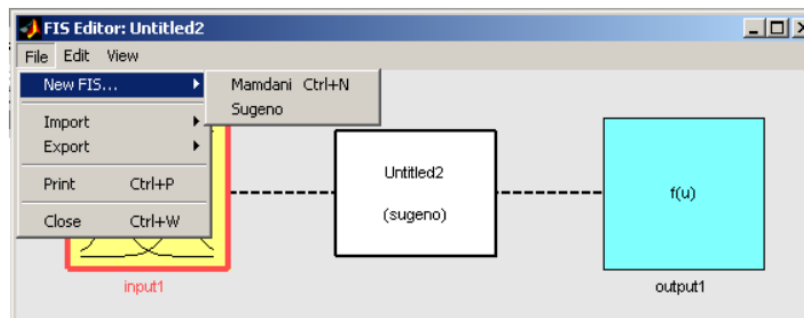 FIS Editor: Untitled2
File Edit View
New FIS...
Mamdani Ctrl+N
Sugeno
Import
Export
Print Ctrl+P
Close Ctrl+W
Untitled2
(sugeno)
f(u)
input1
output1